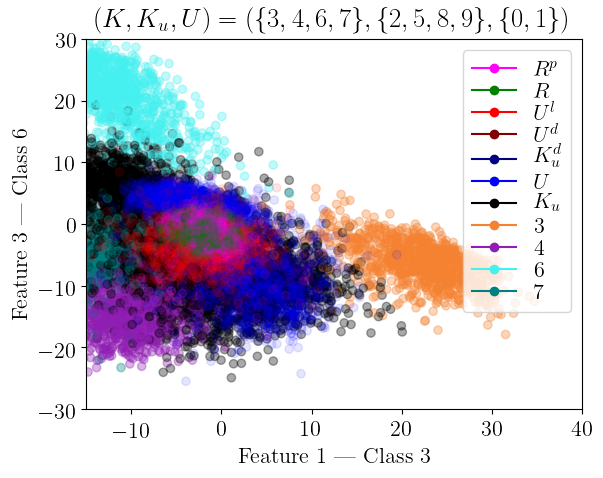 (K, K_u, U) = ({3, 4, 6, 7}, {2, 5, 8, 9}, {0, 1})
30
20
10
0
−10
−20
−30
Feature 3 — Class 6
R^p
R
U^l
U^d
K_u^d
U
K_u
3
4
6
7
−10
0
10
20
30
40
Feature 1 — Class 3